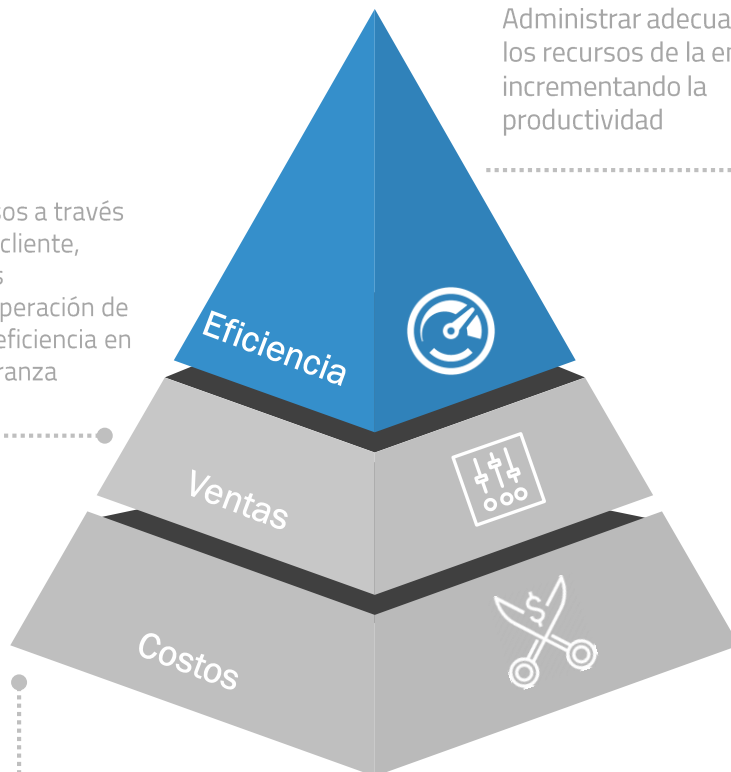 Administrar adecua
los recursos de la en
incrementando la
productividad
sos a través
cliente,
s
peración de
eficiencia en
ranza
Eficiencia
Ventas
$
Costos